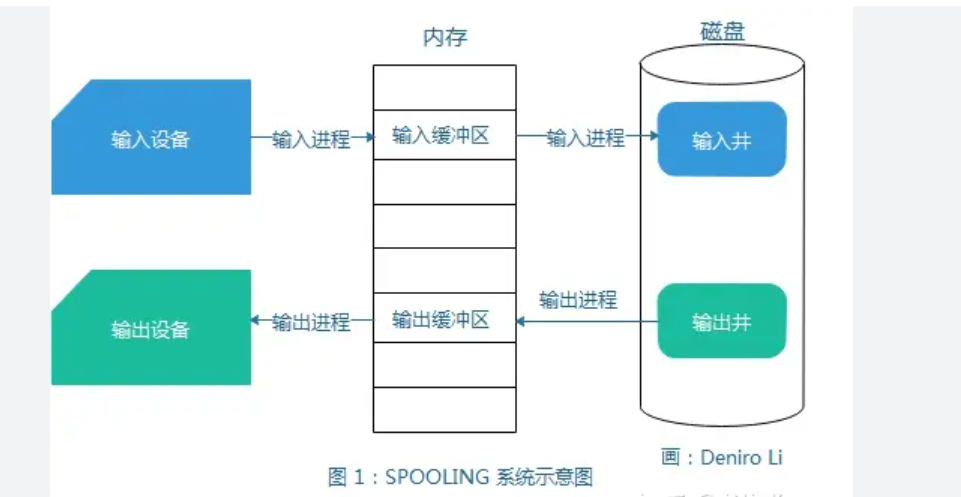 内存
磁盘
输入设备
输入进程
输入缓冲区
输入进程
输入井
输出设备
输出进程
输出缓冲区
输出进程
输出井
图 1：SPOOLING 系统示意图
画：Deniro Li